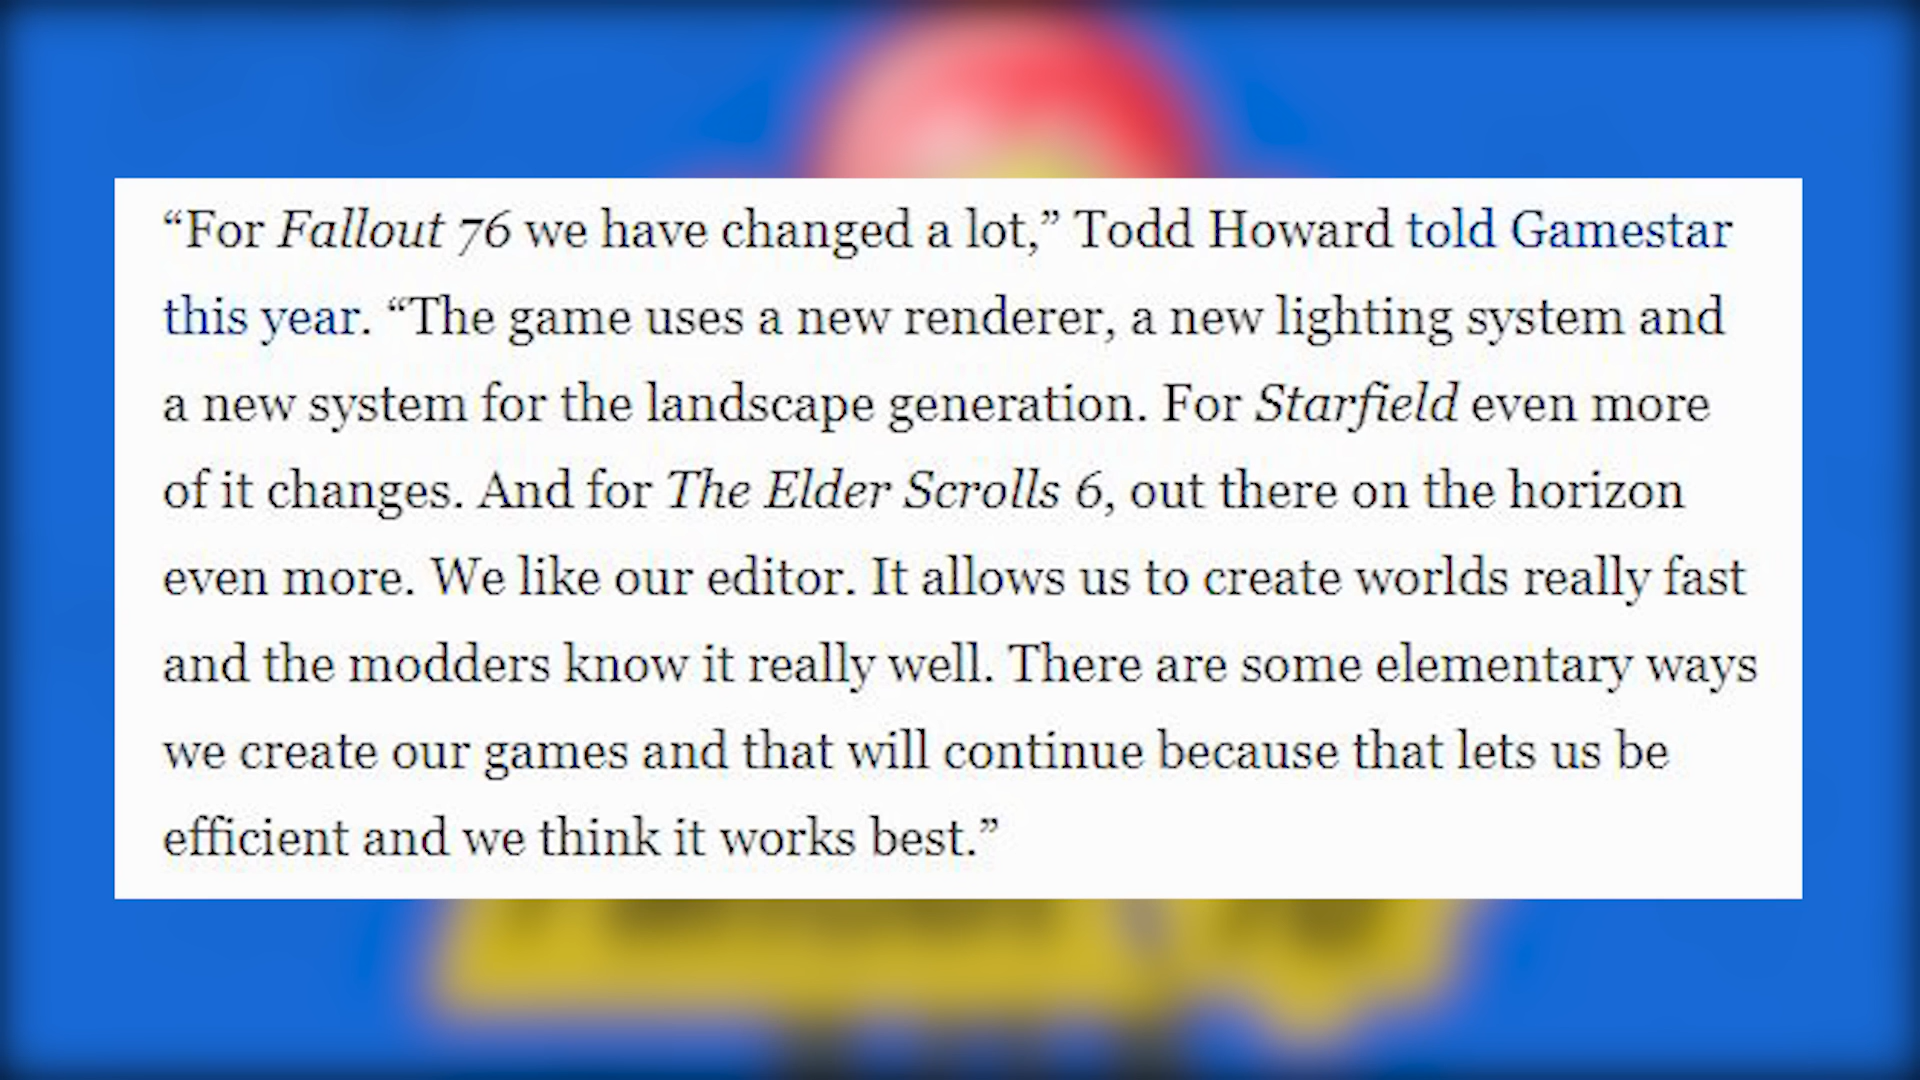 “For Fallout 76 we have changed a lot,” Todd Howard told Gamestar
this year. “The game uses a new renderer, a new lighting system and
a new system for the landscape generation. For Starfield even more
of it changes. And for The Elder Scrolls 6, out there on the horizon
even more. We like our editor. It allows us to create worlds really fast
and the modders know it really well. There are some elementary ways
we create our games and that will continue because that lets us be
efficient and we think it works best.”